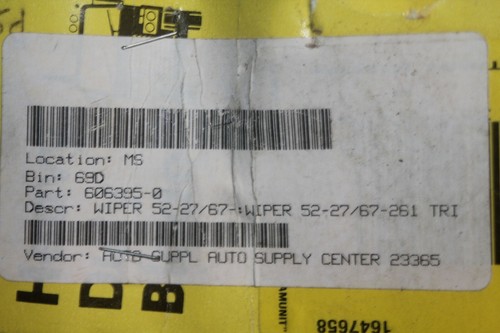 Location: MS
Bin: 69D
Part: 606395-0
Descr: WIPER 52-27/67-:WIPER 52-27/67-261 TRI
Vendor: AUTO SUPPL AUTO SUPPLY CENTER 23365
1647658